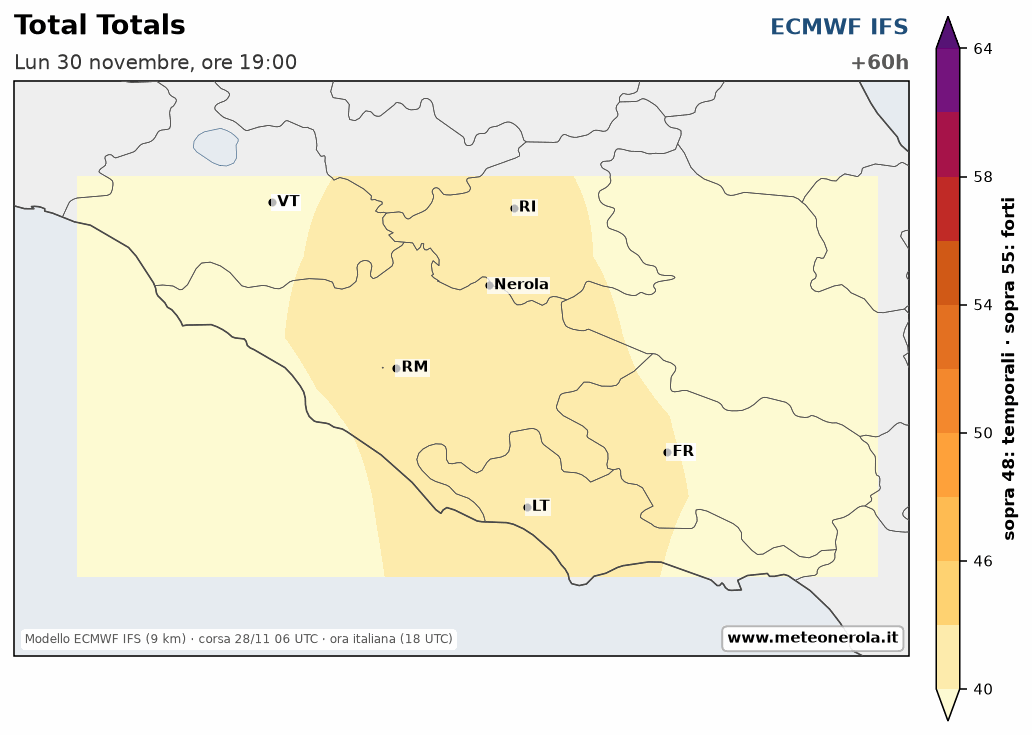 Total Totals
ECMWF IFS
Lun 30 novembre, ore 19:00
+60h
VT
RI
Nerola
RM
FR
LT
Modello ECMWF IFS (9 km) · corsa 28/11 06 UTC · ora italiana (18 UTC)
www.meteonerola.it
64
58
54
50
46
40
sopra 48: temporali · sopra 55: forti